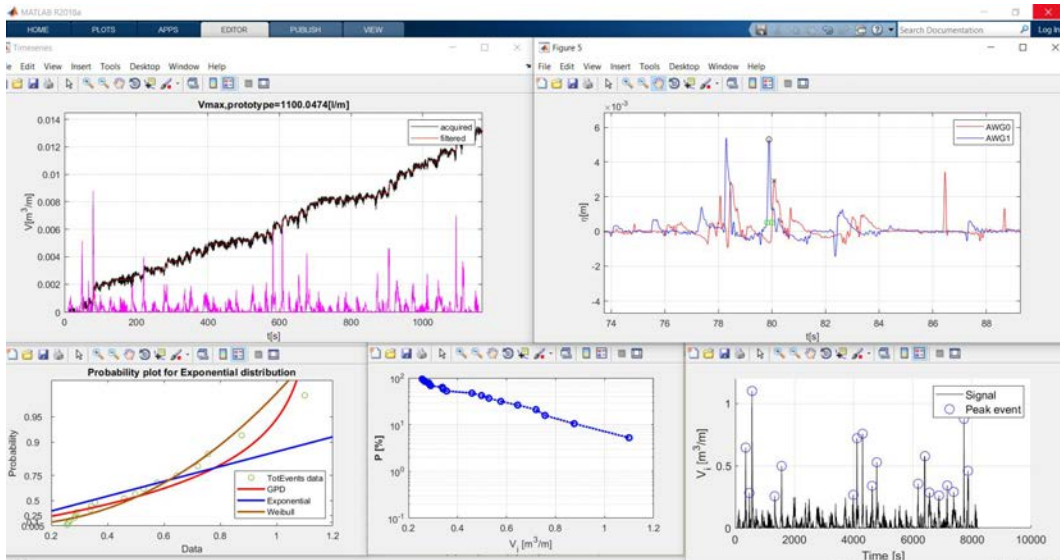 MATLAB R2018a
HOME PLOTS APPS EDITOR PUBLISH VIEW Search Documentation Log In
Timeseries
Edit View Insert Tools Desktop Window Help
Vmax,prototype=1100.0474[l/m]
acquired
filtered
0.014
0.012
0.01
0.008
0.006
0.004
0.002
0
V[m³/m]
0 200 400 600 800 1000
t[s]
Figure 5
File Edit View Insert Tools Desktop Window Help
×10⁻³
AWG0
AWG1
6
4
2
0
-2
-4
η[m]
74 76 78 80 82 84 86 88
t[s]
Probability plot for Exponential distribution
0.95
0.9
0.75
0.5
0.25
0.005
Probability
TotEvents data
GPD
Exponential
Weibull
0.2 0.4 0.6 0.8 1 1.2
Data
10²
10¹
10⁰
10⁻¹
P [%]
0.2 0.4 0.6 0.8 1 1.2
Vᵢ [m³/m]
Signal
Peak event
1
0.5
0
Vᵢ [m³/m]
0 2000 4000 6000 8000 10000
Time [s]